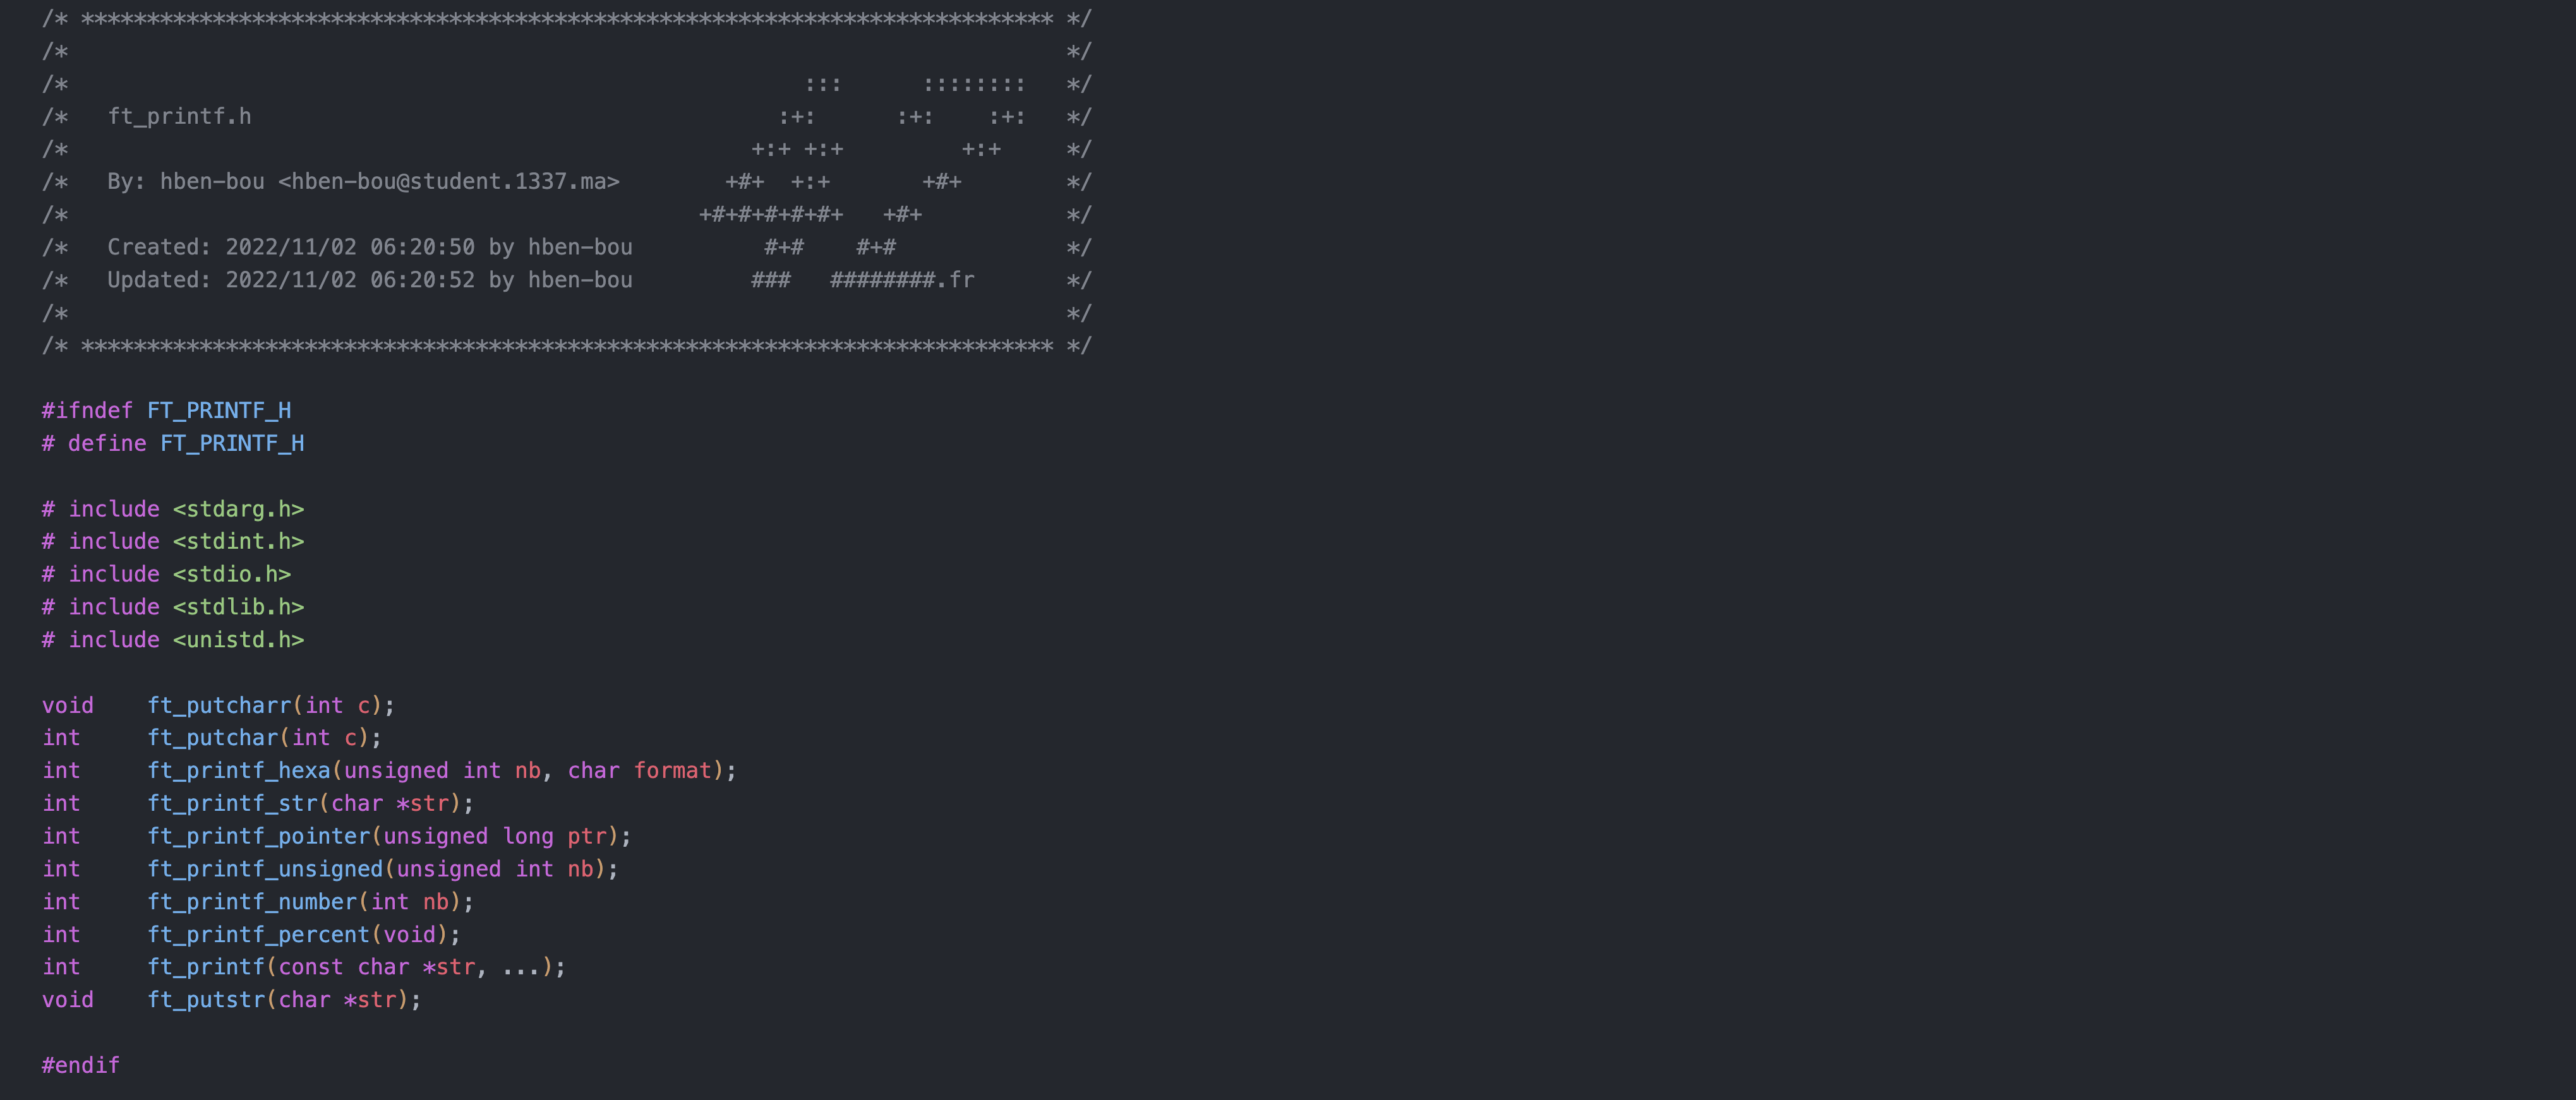 /* ************************************************************************** */
/*                                                                            */
/*                                                        :::      ::::::::   */
/*   ft_printf.h                                        :+:      :+:    :+:   */
/*                                                    +:+ +:+         +:+     */
/*   By: hben-bou <hben-bou@student.1337.ma>        +#+  +:+       +#+        */
/*                                                +#+#+#+#+#+   +#+           */
/*   Created: 2022/11/02 06:20:50 by hben-bou          #+#    #+#             */
/*   Updated: 2022/11/02 06:20:52 by hben-bou         ###   ########.fr       */
/*                                                                            */
/* ************************************************************************** */

#ifndef FT_PRINTF_H
# define FT_PRINTF_H

# include <stdarg.h>
# include <stdint.h>
# include <stdio.h>
# include <stdlib.h>
# include <unistd.h>

void    ft_putcharr(int c);
int     ft_putchar(int c);
int     ft_printf_hexa(unsigned int nb, char format);
int     ft_printf_str(char *str);
int     ft_printf_pointer(unsigned long ptr);
int     ft_printf_unsigned(unsigned int nb);
int     ft_printf_number(int nb);
int     ft_printf_percent(void);
int     ft_printf(const char *str, ...);
void    ft_putstr(char *str);

#endif